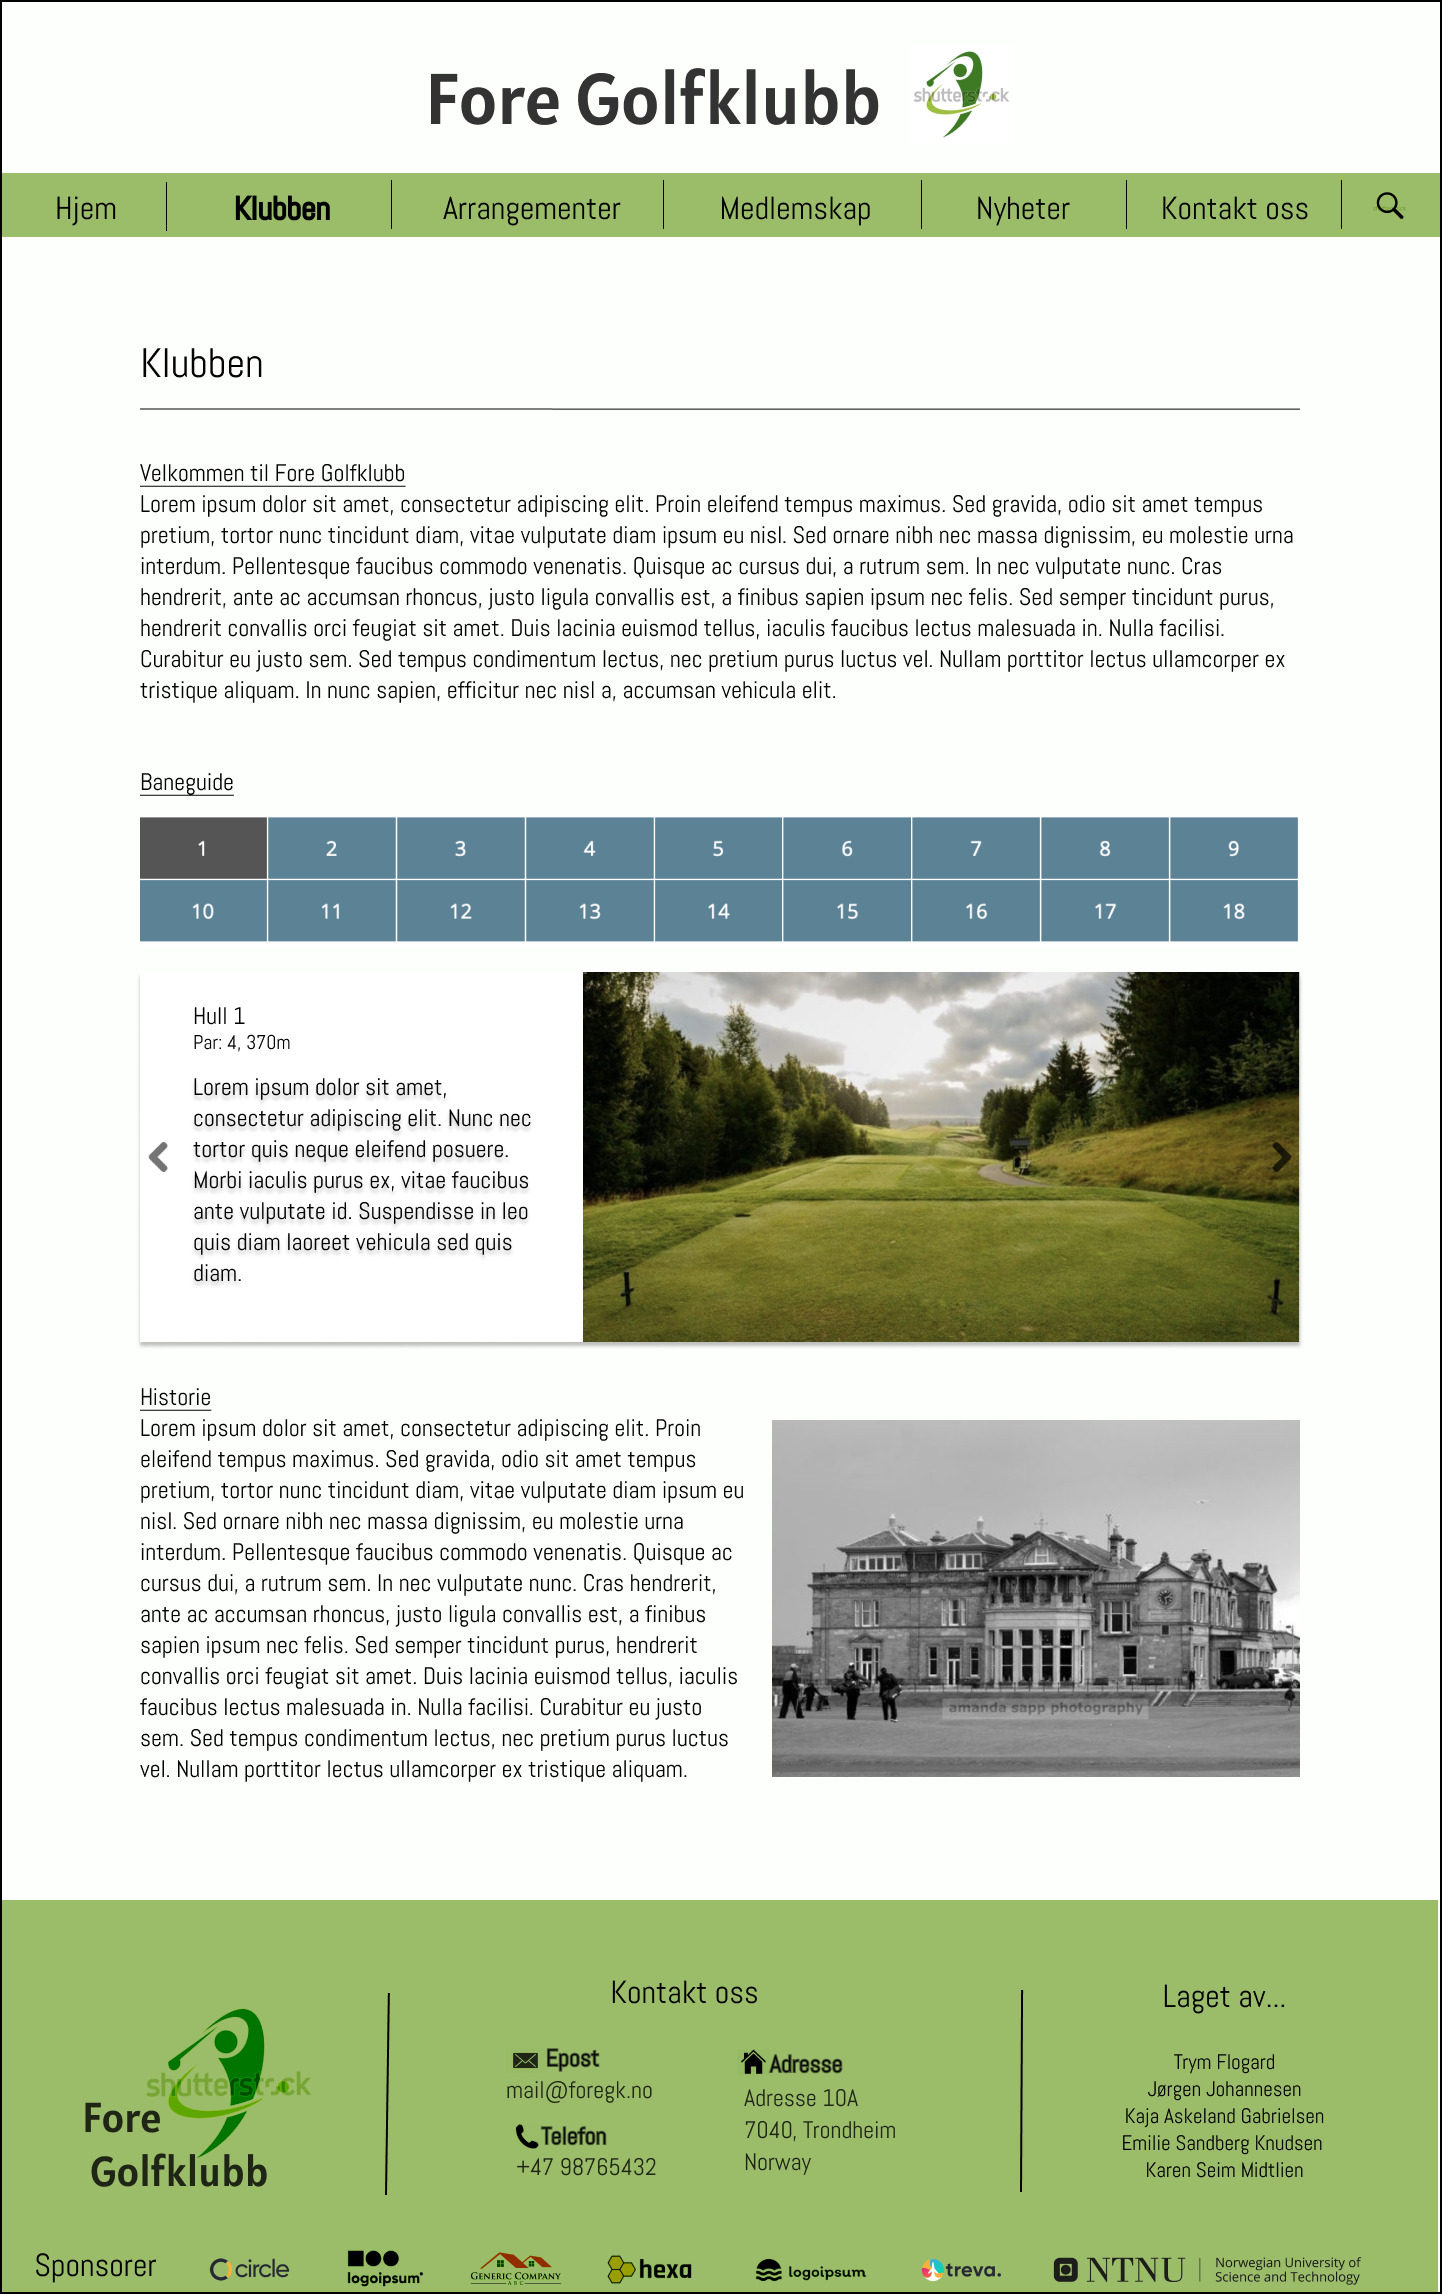 Fore Golfklubb
shutterstock
Hjem
Klubben
Arrangementer
Medlemskap
Nyheter
Kontakt oss
Klubben
Velkommen til Fore Golfklubb
Lorem ipsum dolor sit amet, consectetur adipiscing elit. Proin eleifend tempus maximus. Sed gravida, odio sit amet tempus
pretium, tortor nunc tincidunt diam, vitae vulputate diam ipsum eu nisl. Sed ornare nibh nec massa dignissim, eu molestie urna
interdum. Pellentesque faucibus commodo venenatis. Quisque ac cursus dui, a rutrum sem. In nec vulputate nunc. Cras
hendrerit, ante ac accumsan rhoncus, justo ligula convallis est, a finibus sapien ipsum nec felis. Sed semper tincidunt purus,
hendrerit convallis orci feugiat sit amet. Duis lacinia euismod tellus, iaculis faucibus lectus malesuada in. Nulla facilisi.
Curabitur eu justo sem. Sed tempus condimentum lectus, nec pretium purus luctus vel. Nullam porttitor lectus ullamcorper ex
tristique aliquam. In nunc sapien, efficitur nec nisl a, accumsan vehicula elit.
Baneguide
1 2 3 4 5 6 7 8 9
10 11 12 13 14 15 16 17 18
Hull 1
Par: 4, 370m
Lorem ipsum dolor sit amet,
consectetur adipiscing elit. Nunc nec
tortor quis neque eleifend posuere.
Morbi iaculis purus ex, vitae faucibus
ante vulputate id. Suspendisse in leo
quis diam laoreet vehicula sed quis
diam.
Historie
Lorem ipsum dolor sit amet, consectetur adipiscing elit. Proin
eleifend tempus maximus. Sed gravida, odio sit amet tempus
pretium, tortor nunc tincidunt diam, vitae vulputate diam ipsum eu
nisl. Sed ornare nibh nec massa dignissim, eu molestie urna
interdum. Pellentesque faucibus commodo venenatis. Quisque ac
cursus dui, a rutrum sem. In nec vulputate nunc. Cras hendrerit,
ante ac accumsan rhoncus, justo ligula convallis est, a finibus
sapien ipsum nec felis. Sed semper tincidunt purus, hendrerit
convallis orci feugiat sit amet. Duis lacinia euismod tellus, iaculis
faucibus lectus malesuada in. Nulla facilisi. Curabitur eu justo
sem. Sed tempus condimentum lectus, nec pretium purus luctus
vel. Nullam porttitor lectus ullamcorper ex tristique aliquam.
amanda sapp photography
shutterstock
Fore
Golfklubb
Kontakt oss
Epost
mail@foregk.no
Telefon
+47 98765432
Adresse
Adresse 10A
7040, Trondheim
Norway
Laget av...
Trym Flogard
Jørgen Johannesen
Kaja Askeland Gabrielsen
Emilie Sandberg Knudsen
Karen Seim Midtlien
Sponsorer
circle
logoipsum
GENERIC COMPANY
ABC
hexa
logoipsum
treva.
NTNU
Norwegian University of
Science and Technology